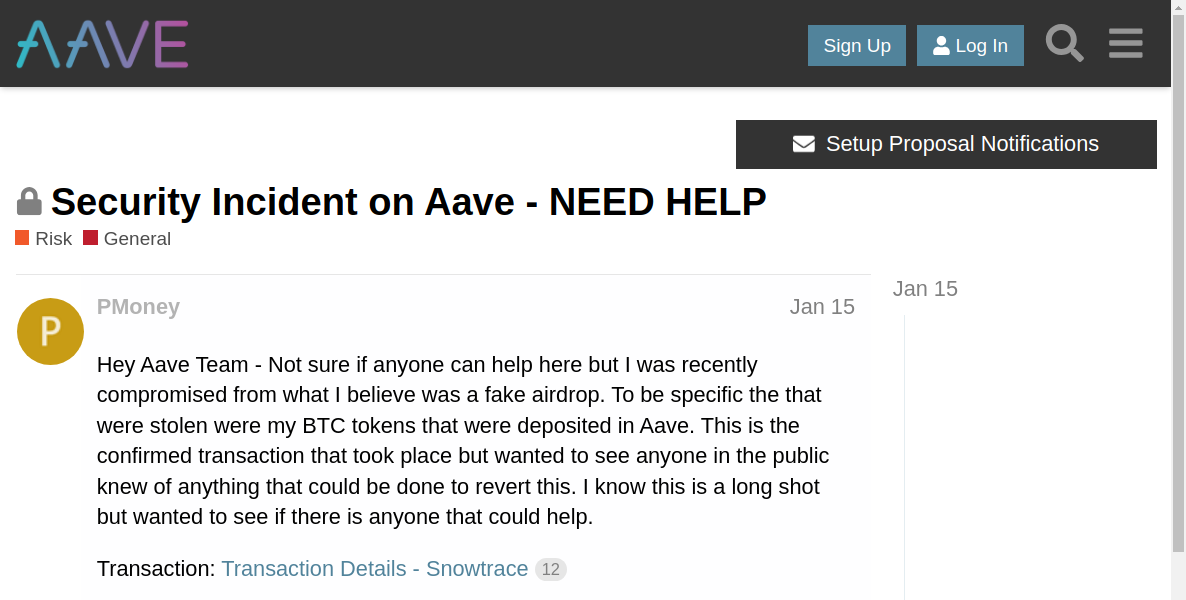 AAVE
Sign Up
Log In
Setup Proposal Notifications
Security Incident on Aave - NEED HELP
Risk General
Jan 15
P
PMoney Jan 15
Hey Aave Team - Not sure if anyone can help here but I was recently
compromised from what I believe was a fake airdrop. To be specific the that
were stolen were my BTC tokens that were deposited in Aave. This is the
confirmed transaction that took place but wanted to see anyone in the public
knew of anything that could be done to revert this. I know this is a long shot
but wanted to see if there is anyone that could help.
Transaction: Transaction Details - Snowtrace 12